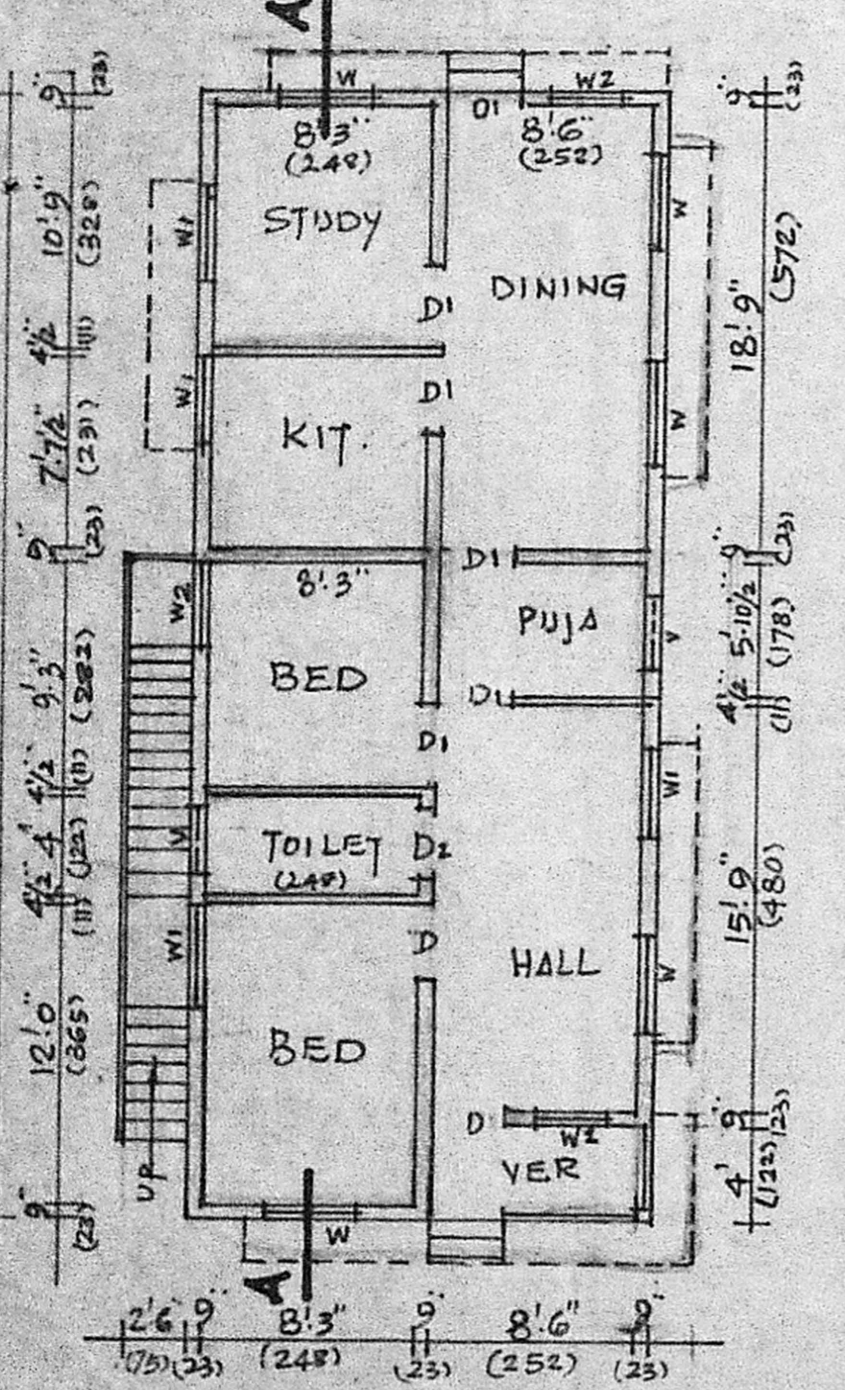 A
9" (23)
W
W2
9" (23)
8'3"
(248)
D1
8'6"
(252)
STUDY
W1
W
10'.9" (328)
(572)
DINING
18'.9"
D1
4½" (11)
W1
D1
W
KIT.
7'.7½" (231)
9" (23)
D1
9" (23)
8'.3"
W2
PUJA
V
5'.10½" (178)
BED
9'.3" (282)
D1
4½" (11)
D1
W1
4½" (11)
V
TOILET
(248)
D2
4' (122)
4½" (11)
15'.9" (480)
W1
D
HALL
W
12'.0" (365)
BED
D
W2
9" (23)
UP
VER
4' (122)
9" (23)
W
A
2'6" 9" 8'.3" 9" 8'.6" 9"
(75) (23) (248) (23) (252) (23)